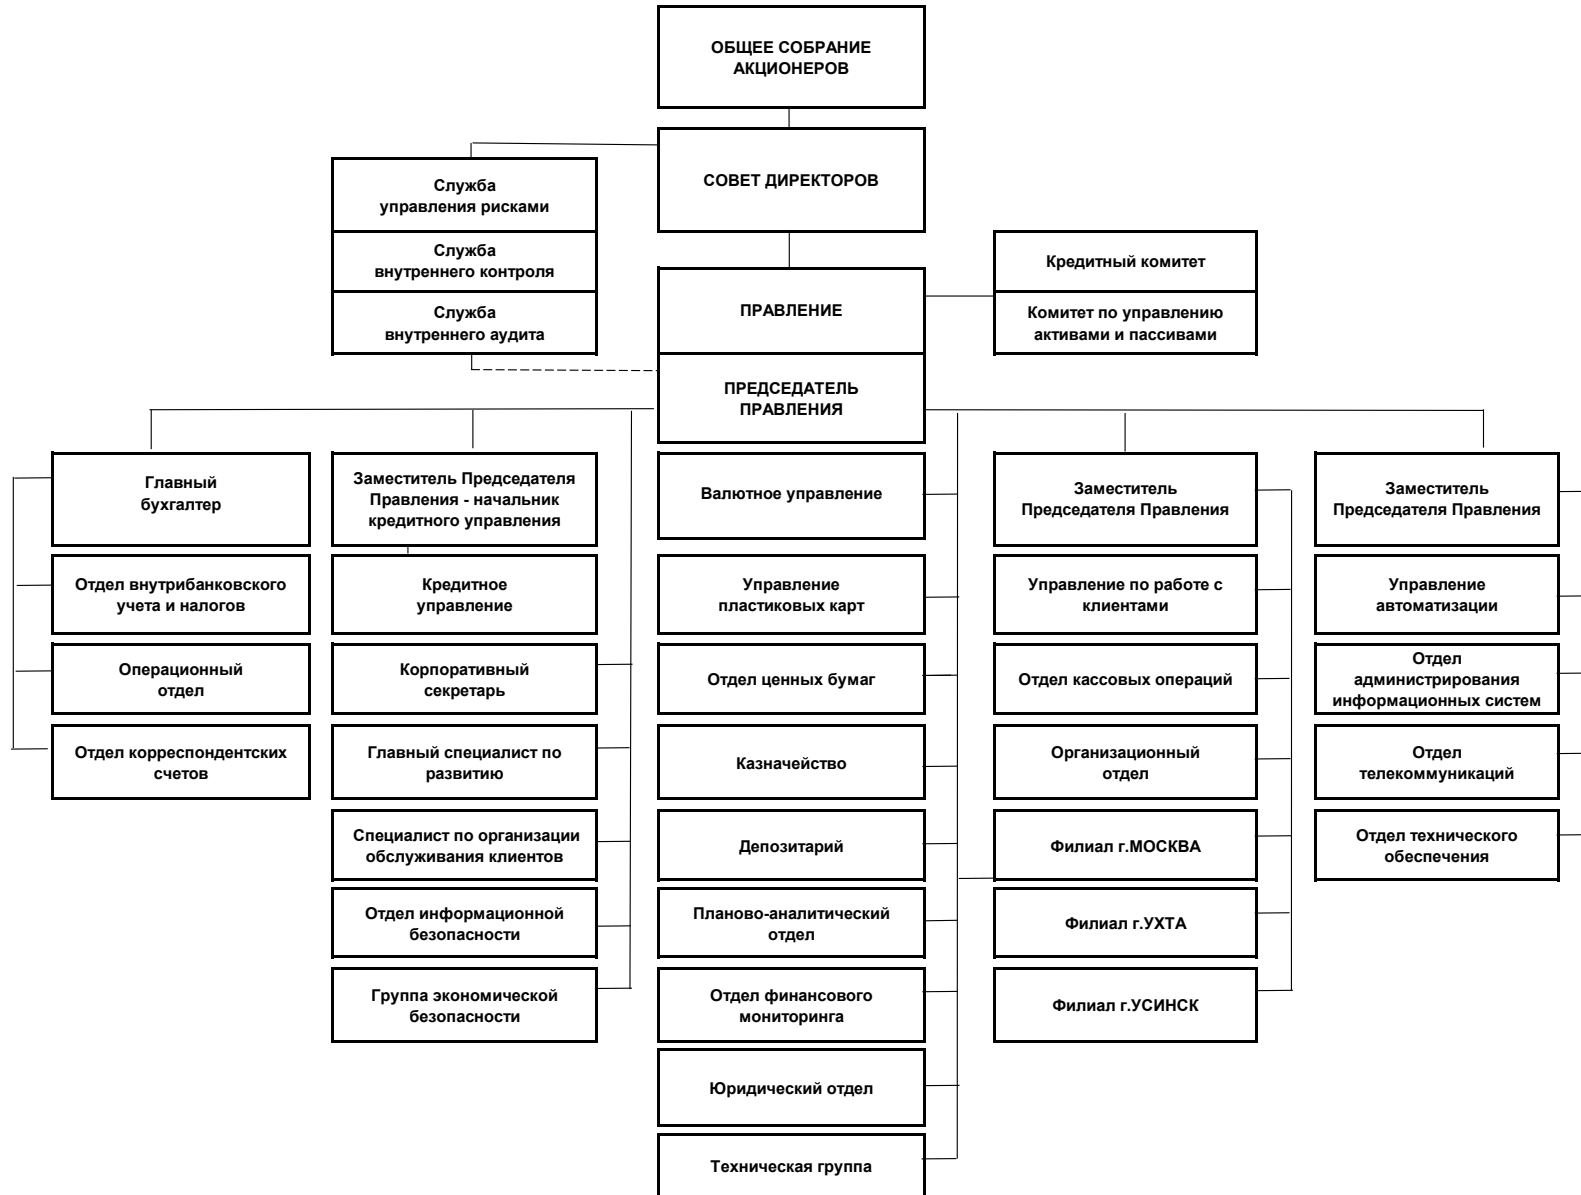 ОБЩЕЕ СОБРАНИЕ
АКЦИОНЕРОВ
СОВЕТ ДИРЕКТОРОВ
Служба
управления рисками
Служба
внутреннего контроля
Служба
внутреннего аудита
ПРАВЛЕНИЕ
Кредитный комитет
Комитет по управлению
активами и пассивами
ПРЕДСЕДАТЕЛЬ
ПРАВЛЕНИЯ
Главный
бухгалтер
Отдел внутрибанковского
учета и налогов
Операционный
отдел
Отдел корреспондентских
счетов
Заместитель Председателя
Правления - начальник
кредитного управления
Кредитное
управление
Корпоративный
секретарь
Главный специалист по
развитию
Специалист по организации
обслуживания клиентов
Отдел информационной
безопасности
Группа экономической
безопасности
Валютное управление
Управление
пластиковых карт
Отдел ценных бумаг
Казначейство
Депозитарий
Планово-аналитический
отдел
Отдел финансового
мониторинга
Юридический отдел
Техническая группа
Заместитель
Председателя Правления
Управление по работе с
клиентами
Отдел кассовых операций
Организационный
отдел
Филиал г.МОСКВА
Филиал г.УХТА
Филиал г.УСИНСК
Заместитель
Председателя Правления
Управление
автоматизации
Отдел
администрирования
информационных систем
Отдел
телекоммуникаций
Отдел технического
обеспечения